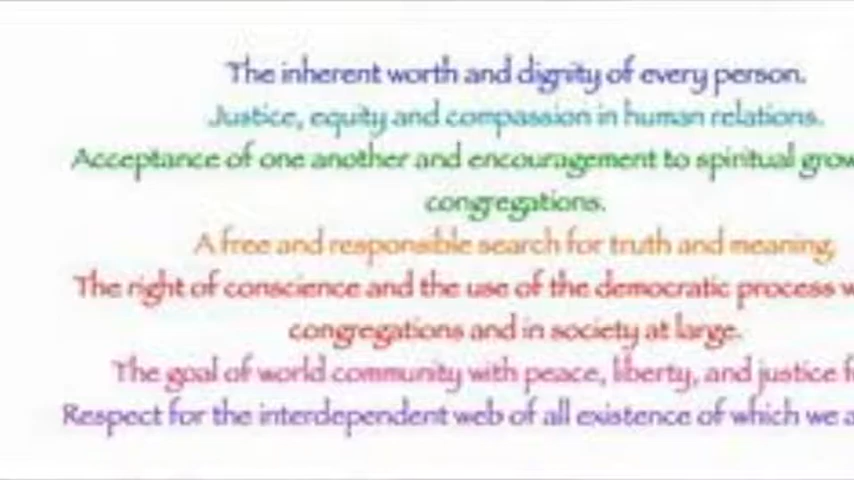 The inherent worth and dignity of every person.
Justice, equity and compassion in human relations.
Acceptance of one another and encouragement to spiritual grow
congregations.
A free and responsible search for truth and meaning,
The right of conscience and the use of the democratic process w
congregations and in society at large.
The goal of world community with peace, liberty, and justice f
Respect for the interdependent web of all existence of which we a